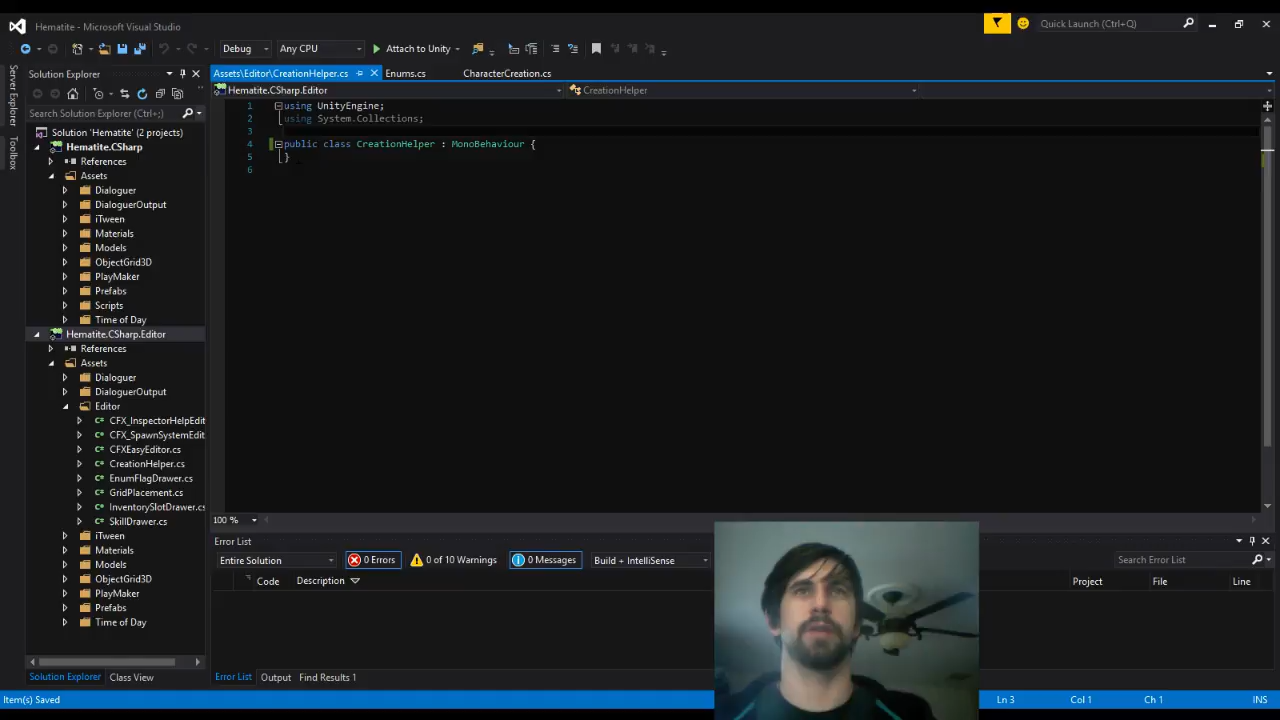 Hematite - Microsoft Visual Studio
Quick Launch (Ctrl+Q)
Debug Any CPU Attach to Unity
Server Explorer
Toolbox
Solution Explorer
Search Solution Explorer (Ctrl+;)
Solution 'Hematite' (2 projects)
Hematite.CSharp
References
Assets
Dialoguer
DialoguerOutput
iTween
Materials
Models
ObjectGrid3D
PlayMaker
Prefabs
Scripts
Time of Day
Hematite.CSharp.Editor
References
Assets
Dialoguer
DialoguerOutput
Editor
CFX_InspectorHelpEdit
CFX_SpawnSystemEdit
CFXEasyEditor.cs
CreationHelper.cs
EnumFlagDrawer.cs
GridPlacement.cs
InventorySlotDrawer.cs
SkillDrawer.cs
iTween
Materials
Models
ObjectGrid3D
PlayMaker
Prefabs
Time of Day
Solution Explorer Class View
Assets\Editor\CreationHelper.cs Enums.cs CharacterCreation.cs
Hematite.CSharp.Editor CreationHelper
1 using UnityEngine;
2 using System.Collections;
3
4 public class CreationHelper : MonoBehaviour {
5 }
6
100 %
Error List
Entire Solution 0 Errors 0 of 10 Warnings 0 Messages Build + IntelliSense Search Error List
Code Description Project File Line
Error List Output Find Results 1
Item(s) Saved Ln 3 Col 1 Ch 1 INS